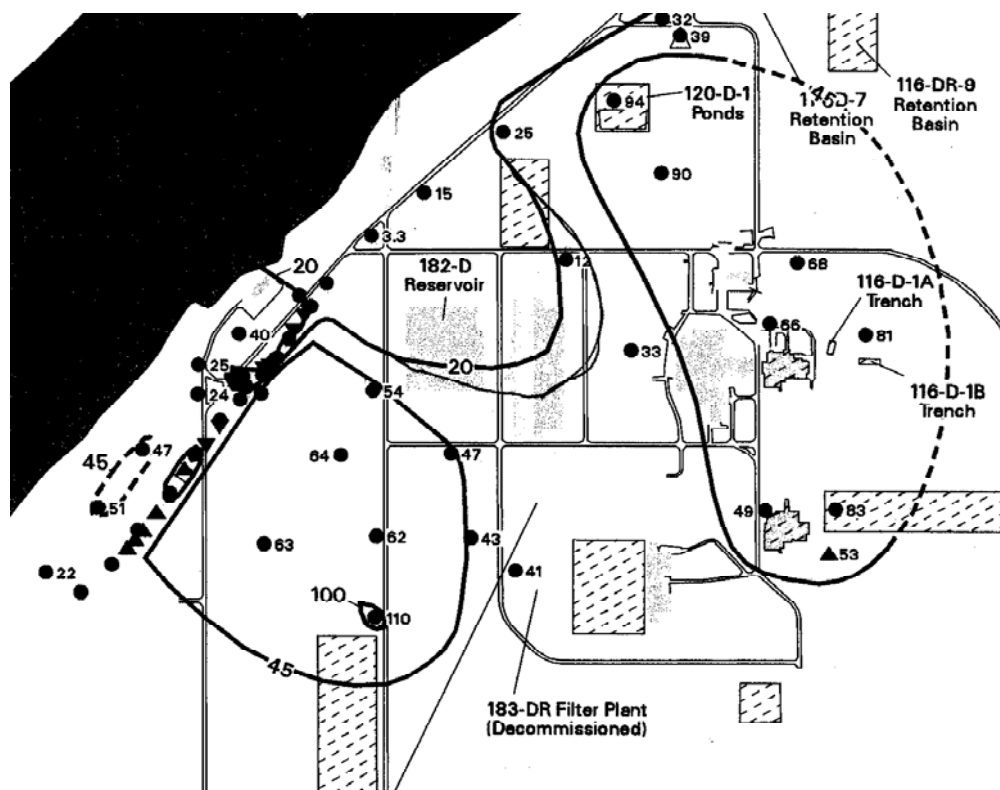 32
39
94
120-D-1
Ponds
45
116-D-7
Retention
Basin
116-DR-9
Retention
Basin
25
90
15
3.3
12
68
20
182-D
Reservoir
116-D-1A
Trench
40
66
81
33
20
25
116-D-1B
Trench
24
54
64
47
47
45
51
49
83
63
62
43
53
22
41
100
110
45
183-DR Filter Plant
(Decommissioned)